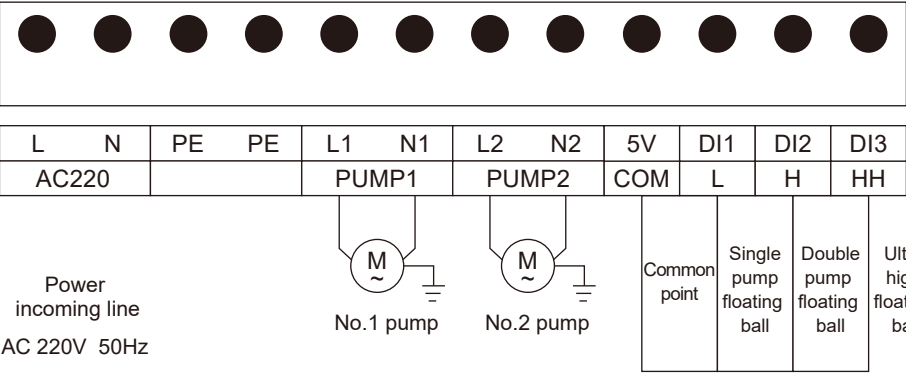 L N PE PE L1 N1 L2 N2 5V DI1 DI2 DI3
AC220 PUMP1 PUMP2 COM L H HH
M
~
M
~
Power
incoming line
AC 220V 50Hz
No.1 pump
No.2 pump
Common
point
Single
pump
floating
ball
Double
pump
floating
ball